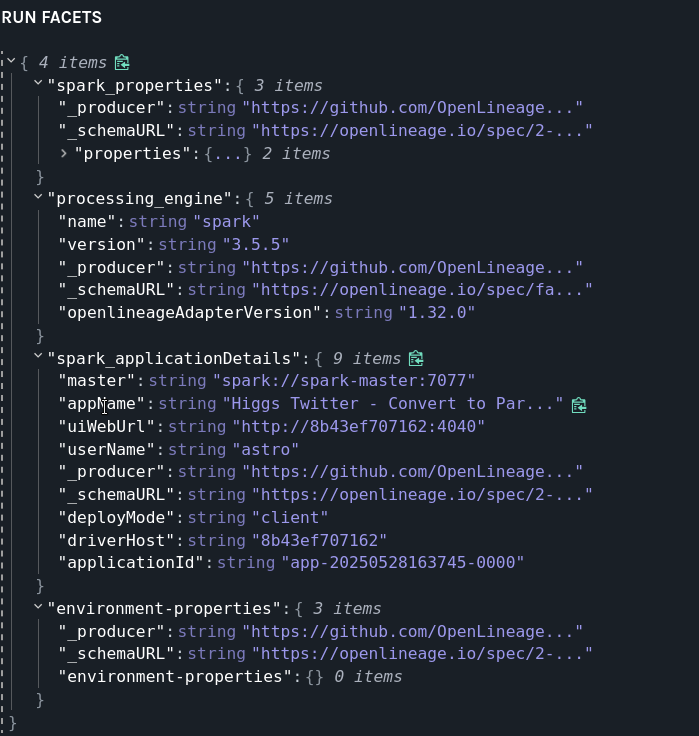 RUN FACETS
{ 4 items
"spark_properties":{ 3 items
"_producer":string "https://github.com/OpenLineage..."
"_schemaURL":string "https://openlineage.io/spec/2-..."
"properties":{...} 2 items
}
"processing_engine":{ 5 items
"name":string "spark"
"version":string "3.5.5"
"_producer":string "https://github.com/OpenLineage..."
"_schemaURL":string "https://openlineage.io/spec/fa..."
"openlineageAdapterVersion":string "1.32.0"
}
"spark_applicationDetails":{ 9 items
"master":string "spark://spark-master:7077"
"appName":string "Higgs Twitter - Convert to Par..."
"uiWebUrl":string "http://8b43ef707162:4040"
"userName":string "astro"
"_producer":string "https://github.com/OpenLineage..."
"_schemaURL":string "https://openlineage.io/spec/2-..."
"deployMode":string "client"
"driverHost":string "8b43ef707162"
"applicationId":string "app-20250528163745-0000"
}
"environment-properties":{ 3 items
"_producer":string "https://github.com/OpenLineage..."
"_schemaURL":string "https://openlineage.io/spec/2-..."
"environment-properties":{} 0 items
}
}